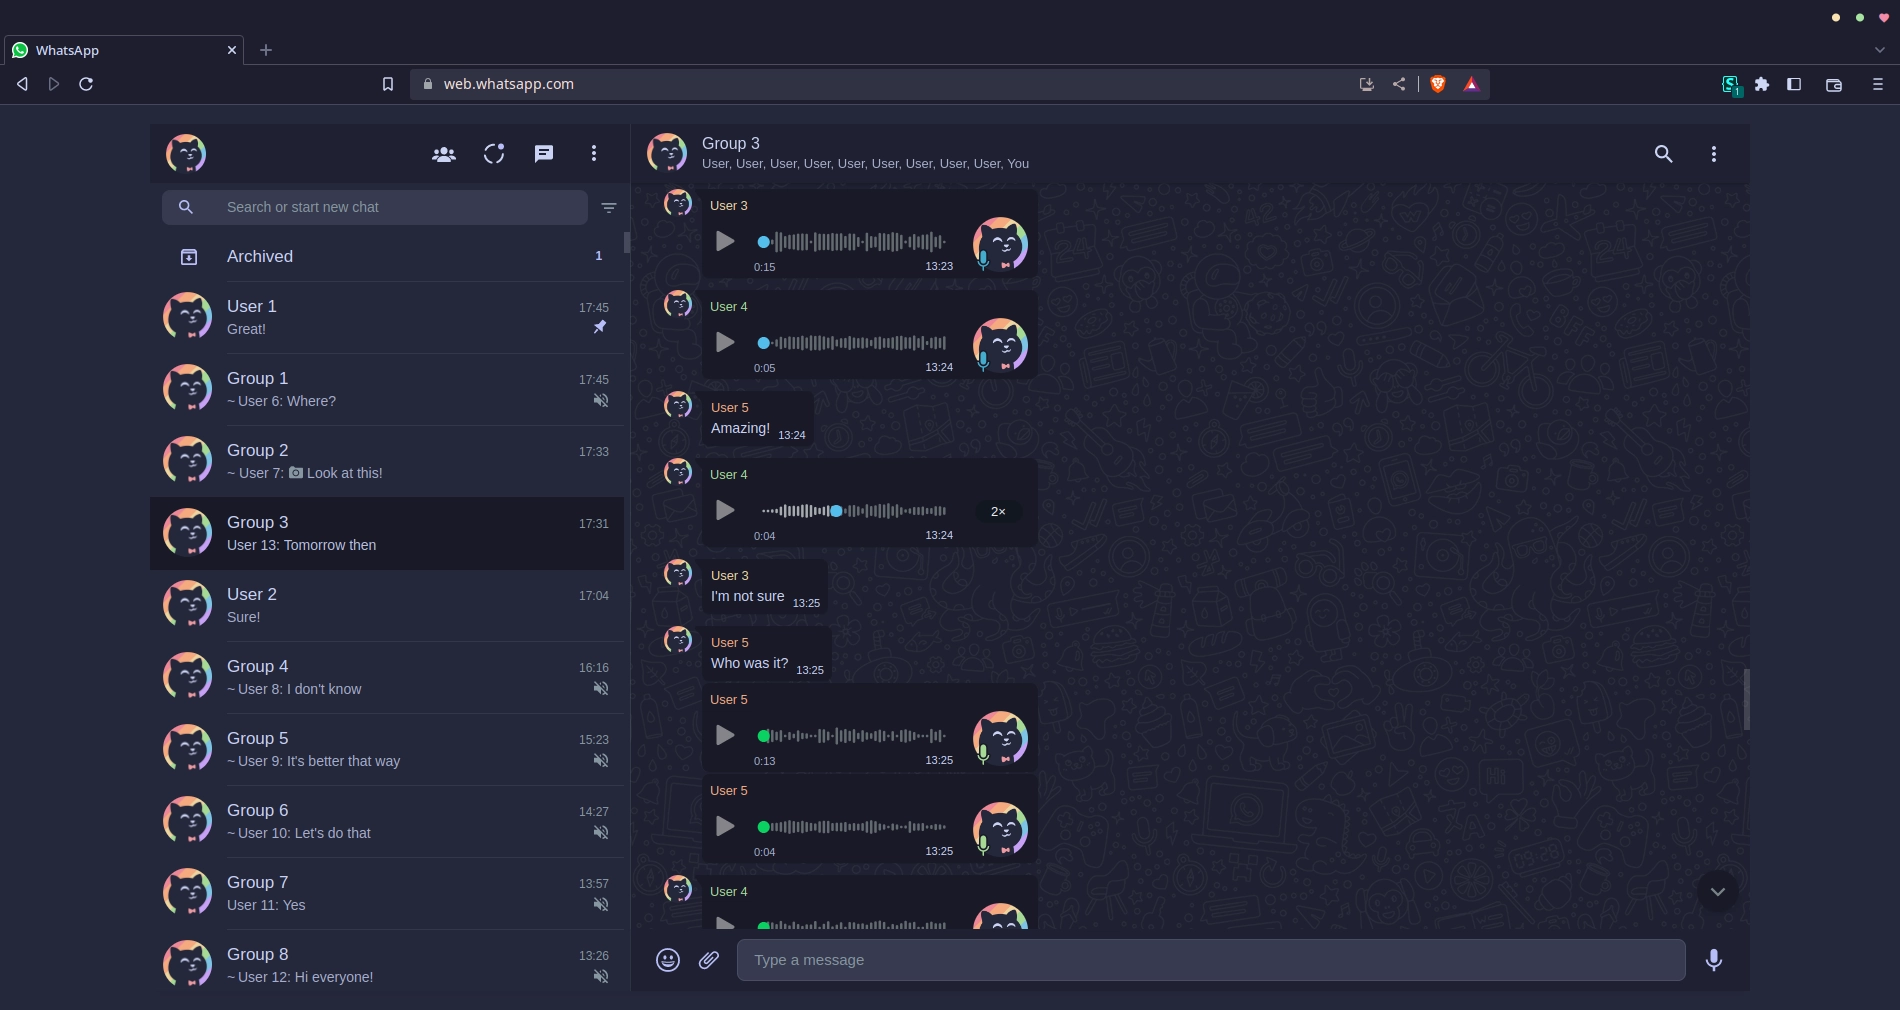 WhatsApp
web.whatsapp.com
1
Search or start new chat
Archived 1
User 1 17:45
Great!
Group 1 17:45
~ User 6: Where?
Group 2 17:33
~ User 7: Look at this!
Group 3 17:31
User 13: Tomorrow then
User 2 17:04
Sure!
Group 4 16:16
~ User 8: I don't know
Group 5 15:23
~ User 9: It's better that way
Group 6 14:27
~ User 10: Let's do that
Group 7 13:57
User 11: Yes
Group 8 13:26
~ User 12: Hi everyone!
Group 3
User, User, User, User, User, User, User, User, User, You
User 3
0:15 13:23
User 4
0:05 13:24
User 5
Amazing! 13:24
User 4
2×
0:04 13:24
User 3
I'm not sure 13:25
User 5
Who was it? 13:25
User 5
0:13 13:25
User 5
0:04 13:25
User 4
Type a message